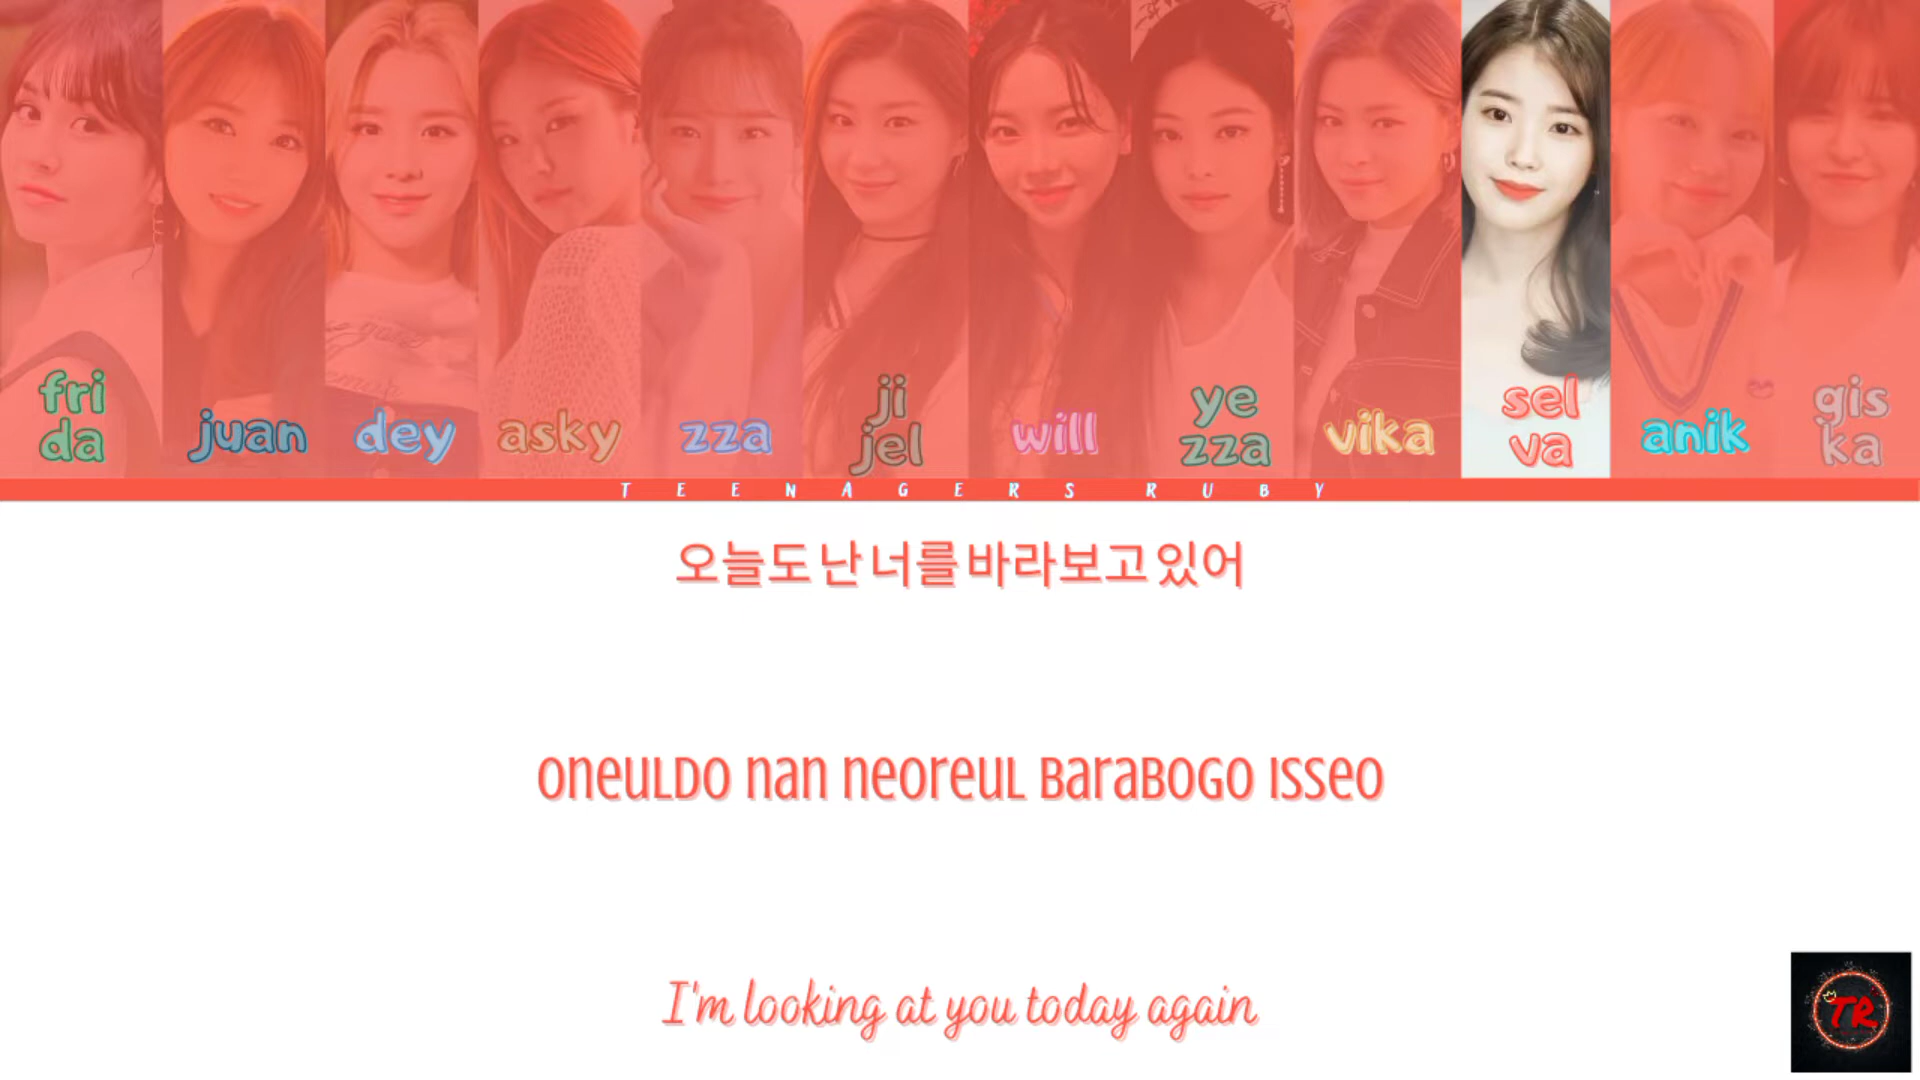 fri
da
juan
dey
asky
zza
ji
jel
will
ye
zza
vika
sel
va
anik
gis
ka
TEENAGERS RUBY
오늘도 난 너를 바라보고 있어
oneuldo nan neoreul barabogo isseo
I'm looking at you today again
TR